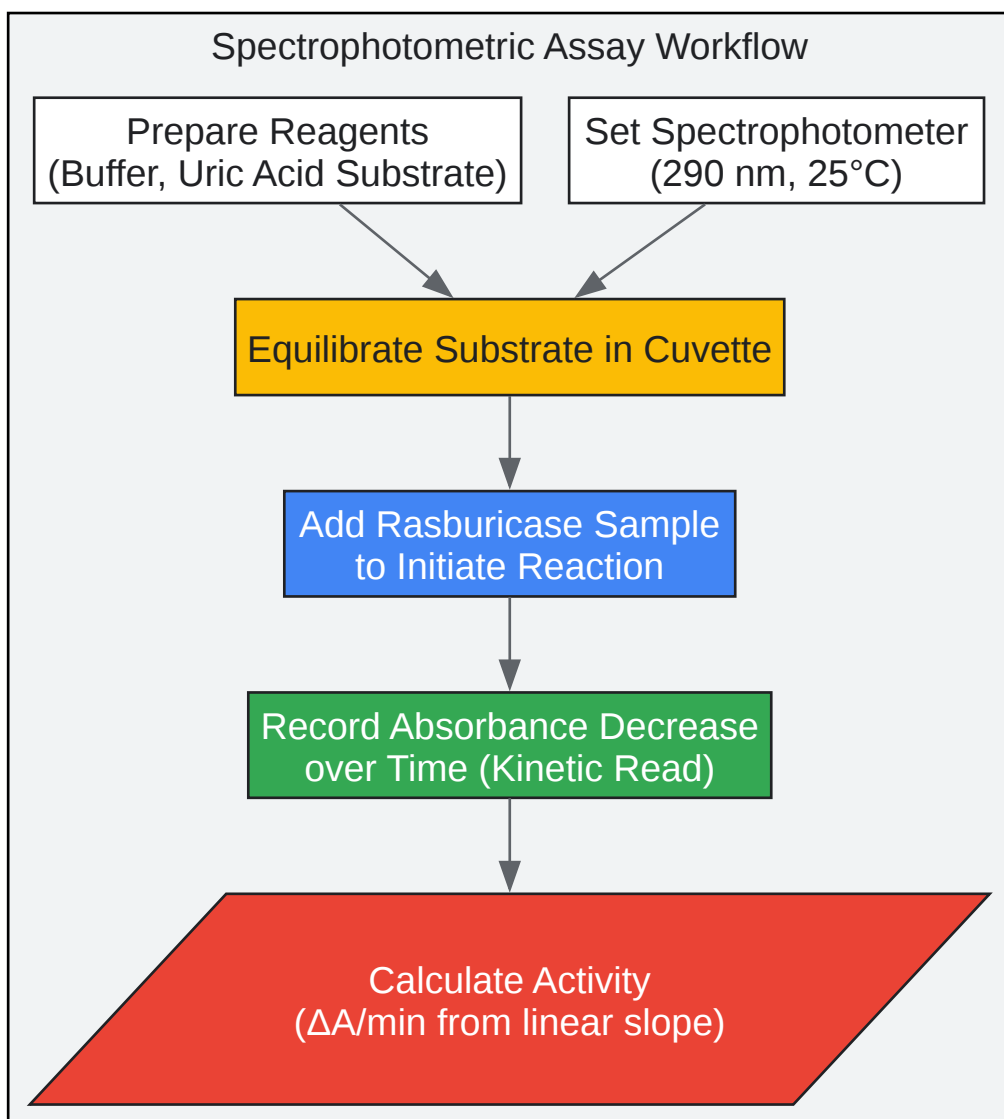 Spectrophotometric Assay Workflow
Prepare Reagents
(Buffer, Uric Acid Substrate)
Set Spectrophotometer
(290 nm, 25°C)
Equilibrate Substrate in Cuvette
Add Rasburicase Sample
to Initiate Reaction
Record Absorbance Decrease
over Time (Kinetic Read)
Calculate Activity
(ΔA/min from linear slope)